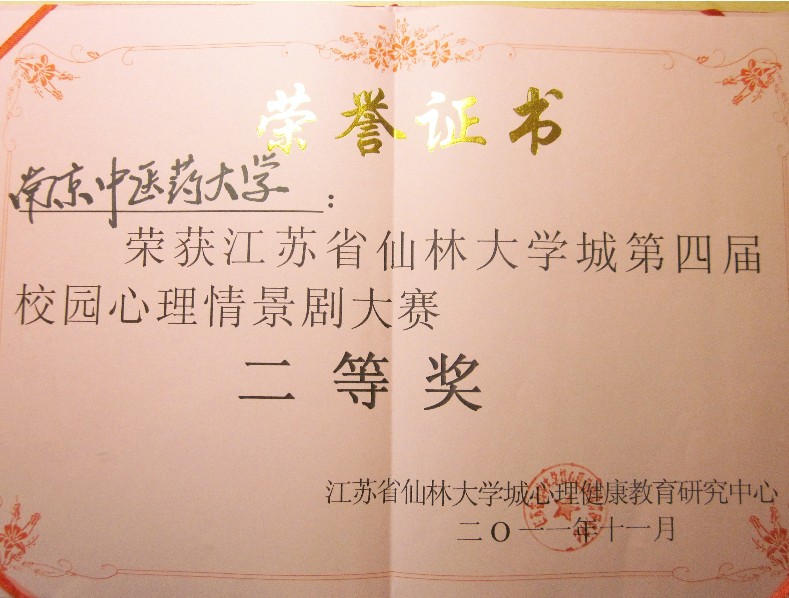 荣誉证书
南京中医药大学：
荣获江苏省仙林大学城第四届
校园心理情景剧大赛
二等奖
江苏省仙林大学城心理健康教育研究中心
二〇一一年十一月